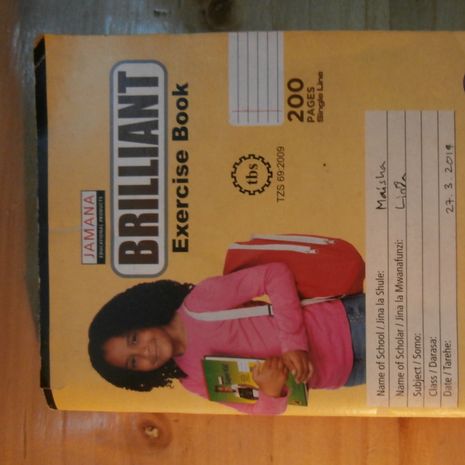 JAMANA
EDUCATIONAL PRODUCTS
BRILLIANT
Exercise Book
200
PAGES
Single Line
tbs
TZS 69:2009
Name of School / Jina la Shule: Maisha
Name of Scholar / Jina la Mwanafunzi: Linda
Subject / Somo:
Class / Darasa:
Date / Tarehe: 27 3 2019